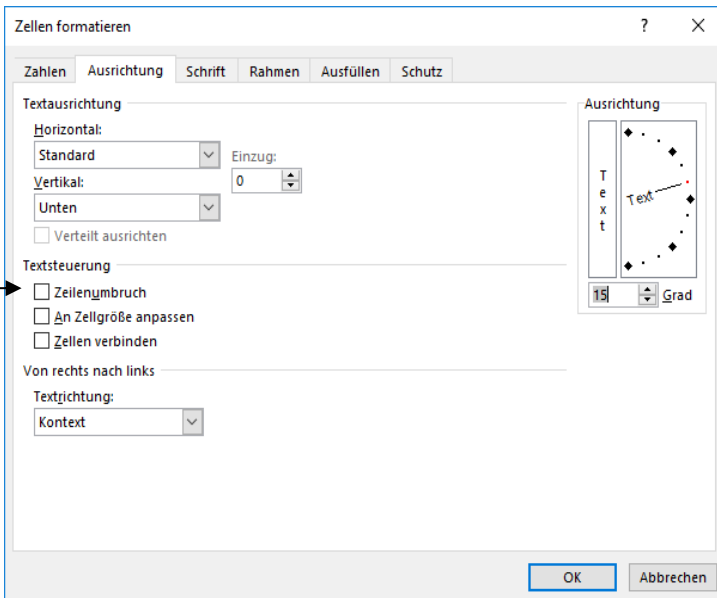 Zellen formatieren ? X
Zahlen Ausrichtung Schrift Rahmen Ausfüllen Schutz
Textausrichtung
Horizontal:
Standard
Einzug:
0
Vertikal:
Unten
Verteilt ausrichten
Textsteuerung
Zeilenumbruch
An Zellgröße anpassen
Zellen verbinden
Von rechts nach links
Textrichtung:
Kontext
Ausrichtung
Text
Text
15 Grad
OK Abbrechen